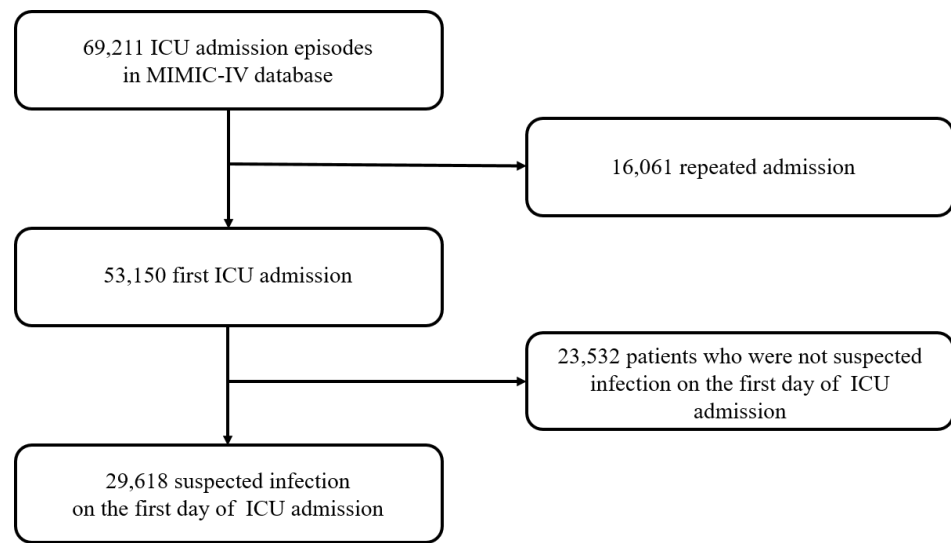 69,211 ICU admission episodes
in MIMIC-IV database
16,061 repeated admission
53,150 first ICU admission
23,532 patients who were not suspected
infection on the first day of  ICU
admission
29,618 suspected infection
on the first day of  ICU admission